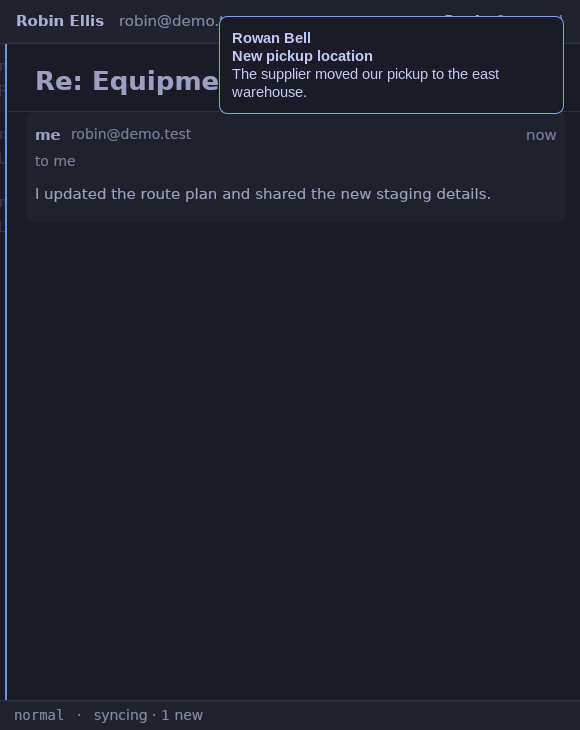 Robin Ellis robin@demo.
Rowan Bell
New pickup location
The supplier moved our pickup to the east
warehouse.
Re: Equipme
me robin@demo.test now
to me
I updated the route plan and shared the new staging details.
normal · syncing · 1 new